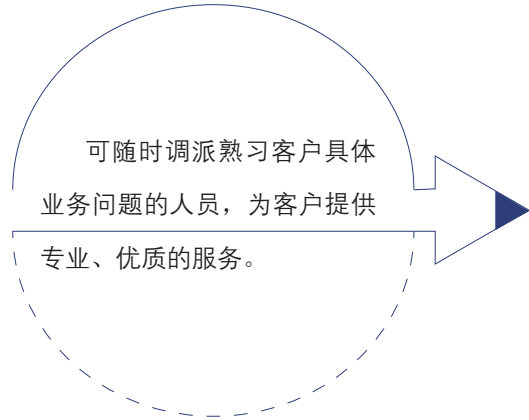 可随时调派熟习客户具体
业务问题的人员，为客户提供
专业、优质的服务。